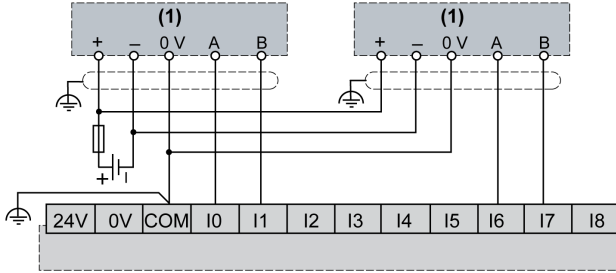 (1) (1)
+ – 0 V A B + – 0 V A B
+ I
24V 0V COM I0 I1 I2 I3 I4 I5 I6 I7 I8